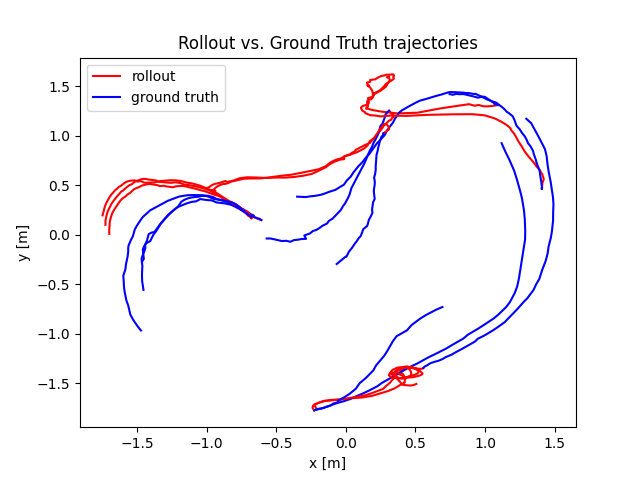 Rollout vs. Ground Truth trajectories
rollout
ground truth
1.5
1.0
0.5
0.0
−0.5
−1.0
−1.5
y [m]
−1.5 −1.0 −0.5 0.0 0.5 1.0 1.5
x [m]